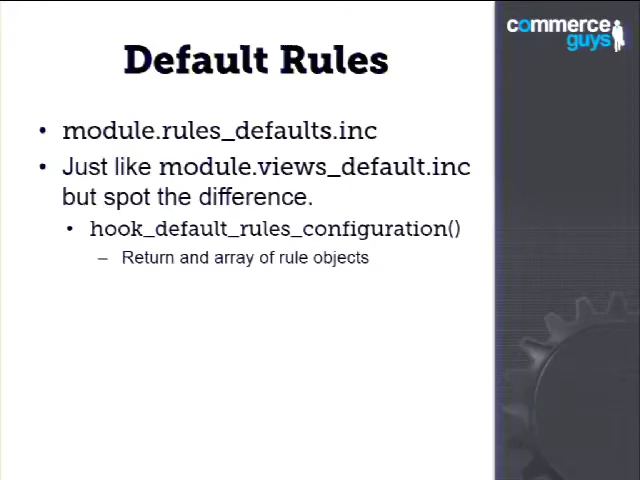 commerce
guys
Default Rules
• module.rules_defaults.inc
• Just like module.views_default.inc
but spot the difference.
• hook_default_rules_configuration()
– Return and array of rule objects